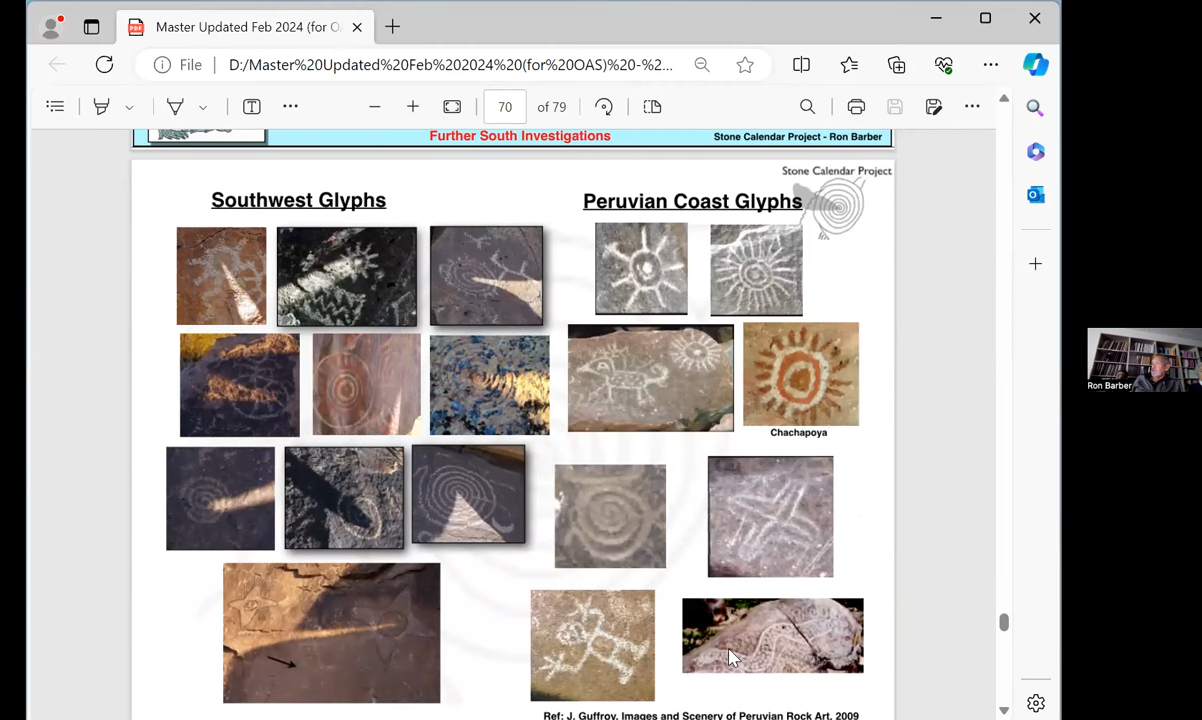 Master Updated Feb 2024 (for O
File
D:/Master%20Updated%20Feb%202024%20(for%20OAS)%20-%2...
70
of 79
Further South Investigations
Stone Calendar Project - Ron Barber
Stone Calendar Project
Southwest Glyphs
Peruvian Coast Glyphs
Chachapoya
Ref: J. Guffroy, Images and Scenery of Peruvian Rock Art, 2009
Ron Barber